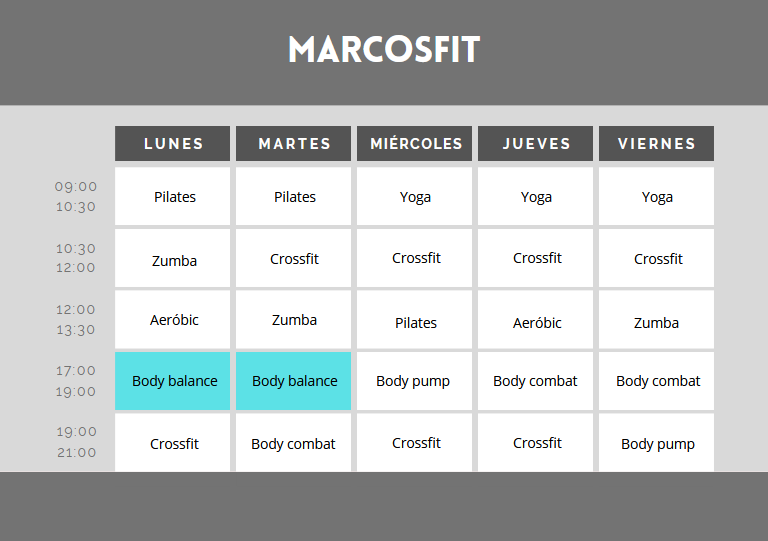 MARCOSFIT
LUNES MARTES MIÉRCOLES JUEVES VIERNES
09:00
10:30
Pilates Pilates Yoga Yoga Yoga
10:30
12:00
Zumba Crossfit Crossfit Crossfit Crossfit
12:00
13:30
Aeróbic Zumba Pilates Aeróbic Zumba
17:00
19:00
Body balance Body balance Body pump Body combat Body combat
19:00
21:00
Crossfit Body combat Crossfit Crossfit Body pump